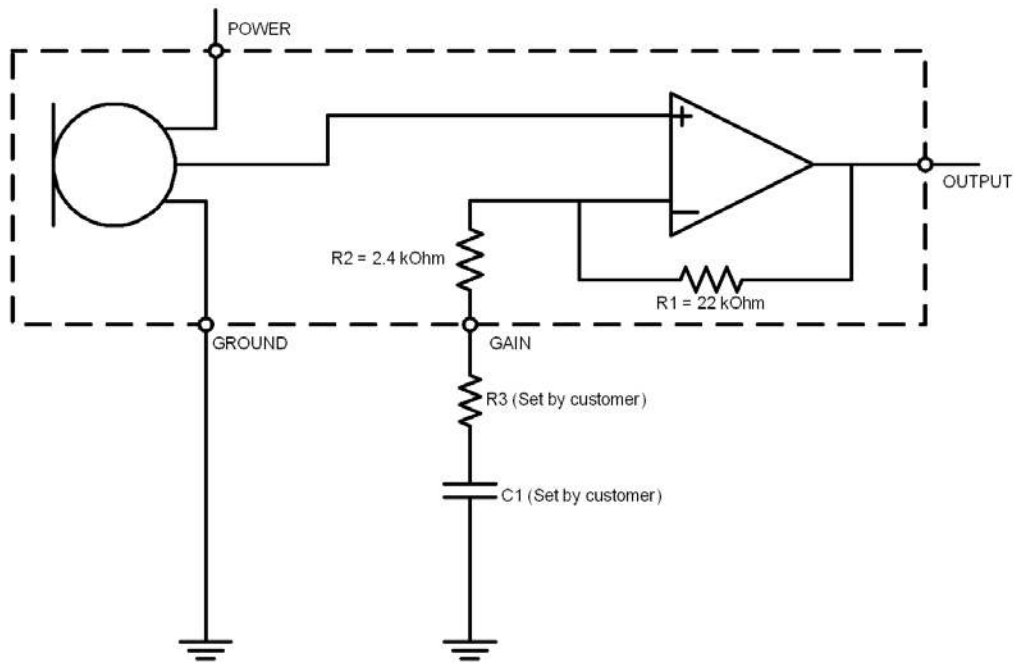 POWER
+
OUTPUT
−
R2 = 2.4 kOhm
R1 = 22 kOhm
GROUND
GAIN
R3 (Set by customer)
C1 (Set by customer)